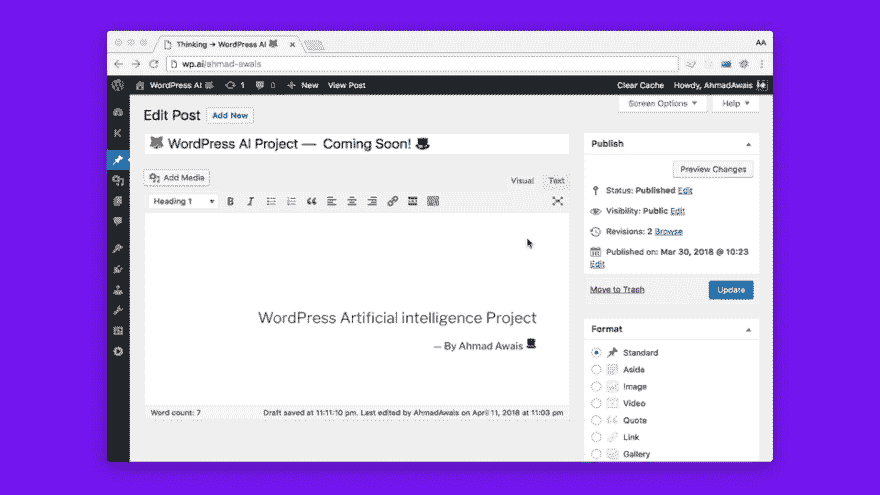 Thinking → WordPress AI
AA
wp.ai/ahmad-awais
WordPress AI 1 0 New View Post Clear Cache Howdy, AhmadAwais
Screen Options Help
Edit Post Add New
WordPress AI Project — Coming Soon!
Add Media
Visual Text
Heading 1 B I
WordPress Artificial intelligence Project
— By Ahmad Awais
Word count: 7 Draft saved at 11:11:10 pm. Last edited by AhmadAwais on April 11, 2018 at 11:03 pm
Publish
Preview Changes
Status: Published Edit
Visibility: Public Edit
Revisions: 2 Browse
Published on: Mar 30, 2018 @ 10:23
Edit
Move to Trash Update
Format
Standard
Aside
Image
Video
Quote
Link
Gallery